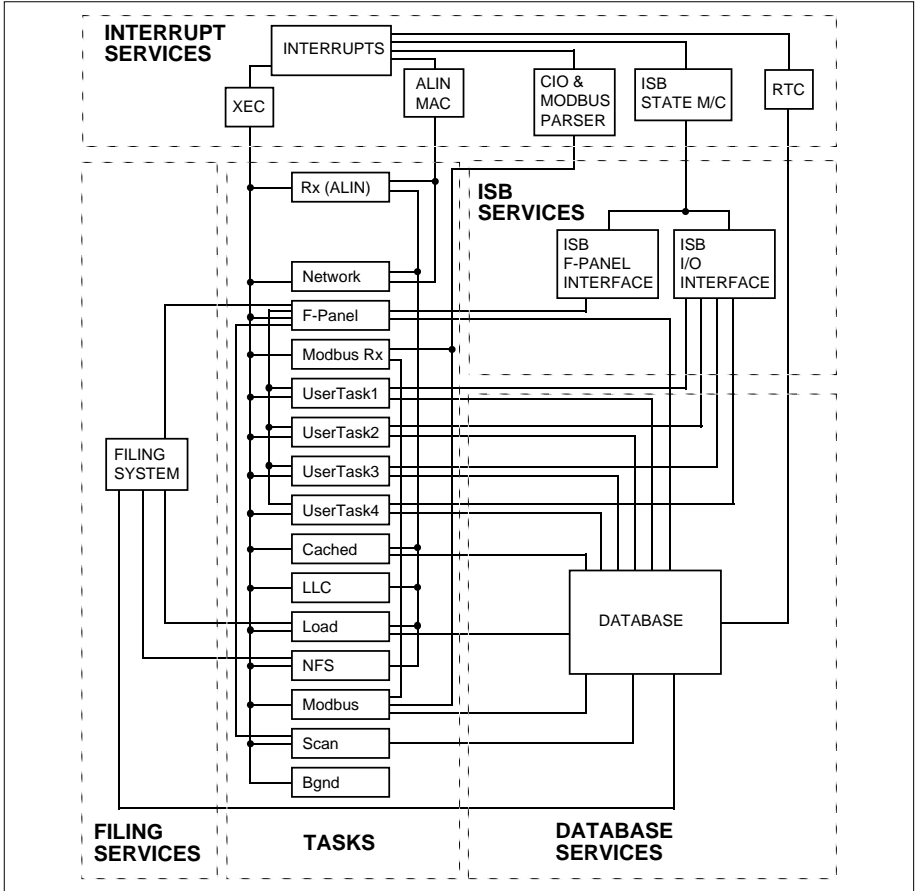 INTERRUPT
SERVICES
INTERRUPTS
XEC
ALIN
MAC
CIO &
MODBUS
PARSER
ISB
STATE M/C
RTC
Rx (ALIN)
Network
F-Panel
Modbus Rx
UserTask1
UserTask2
UserTask3
UserTask4
Cached
LLC
Load
NFS
Modbus
Scan
Bgnd
ISB
SERVICES
ISB
F-PANEL
INTERFACE
ISB
I/O
INTERFACE
FILING
SYSTEM
DATABASE
FILING
SERVICES
TASKS
DATABASE
SERVICES